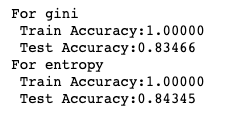 For gini
Train Accuracy:1.00000
Test Accuracy:0.83466
For entropy
Train Accuracy:1.00000
Test Accuracy:0.84345